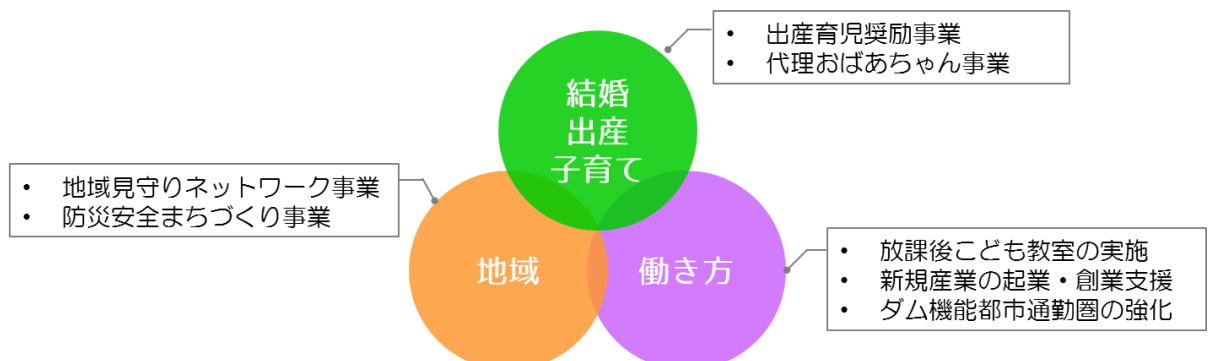 • 出産育児奨励事業
• 代理おばあちゃん事業
結婚
出産
子育て
• 地域見守りネットワーク事業
• 防災安全まちづくり事業
地域
働き方
• 放課後こども教室の実施
• 新規産業の起業・創業支援
• ダム機能都市通勤圏の強化